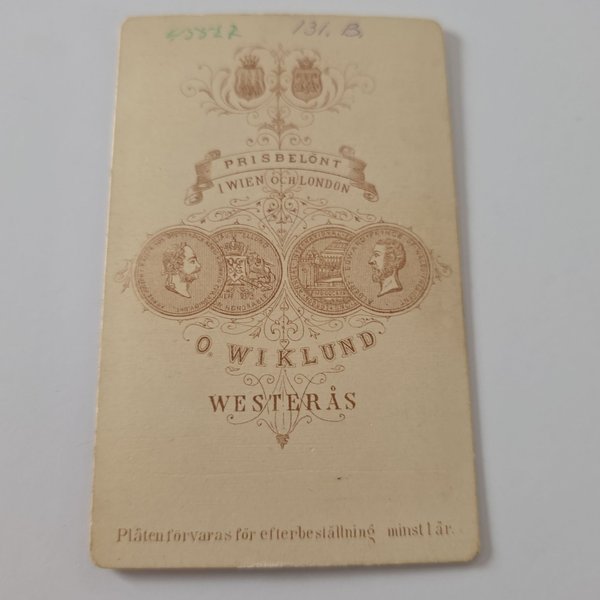 131. B.
PRISBELÖNT
I WIEN OCH LONDON
O. WIKLUND
WESTERÅS
Plåten förvaras för efterbeställning minst 1 år.